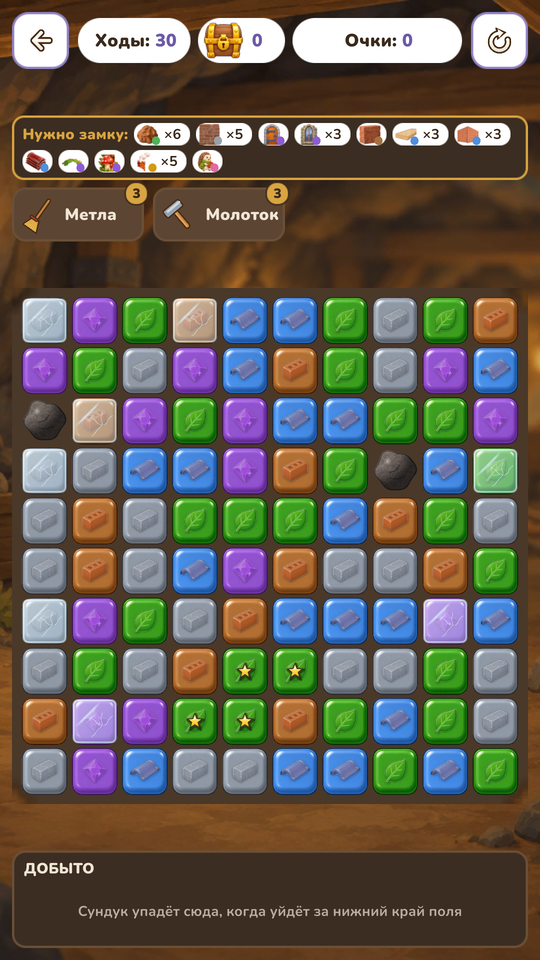 Ходы: 30
0
Очки: 0
Нужно замку: ×6 ×5 ×3 ×3 ×3
×5
Метла 3
Молоток 3
ДОБЫТО
Сундук упадёт сюда, когда уйдёт за нижний край поля